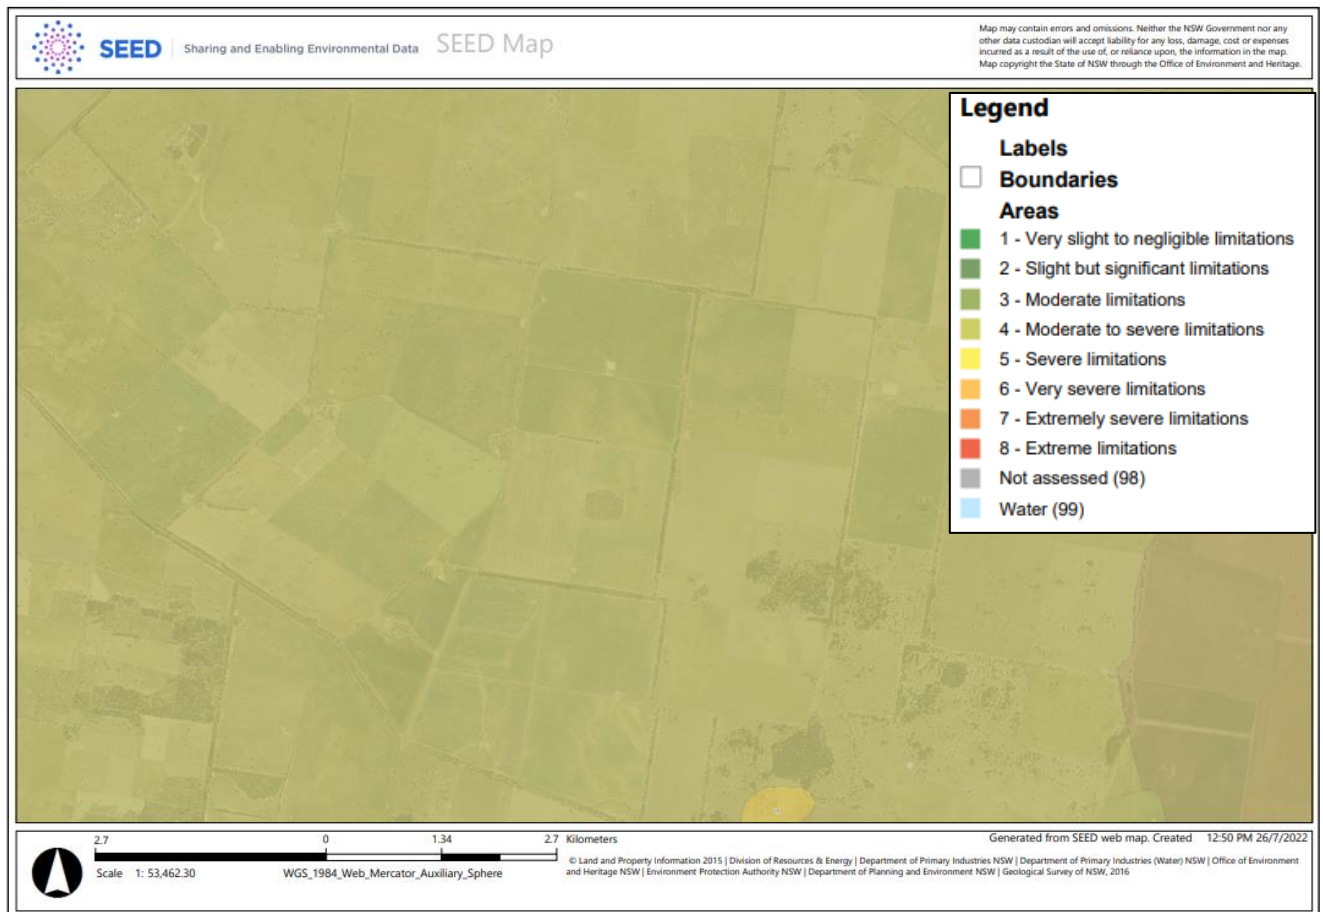 SEED Sharing and Enabling Environmental Data SEED Map
Map may contain errors and omissions. Neither the NSW Government nor any
other data custodian will accept liability for any loss, damage, cost or expenses
incurred as a result of the use of, or reliance upon, the information in the map.
Map copyright the State of NSW through the Office of Environment and Heritage.
Legend
Labels
Boundaries
Areas
1 - Very slight to negligible limitations
2 - Slight but significant limitations
3 - Moderate limitations
4 - Moderate to severe limitations
5 - Severe limitations
6 - Very severe limitations
7 - Extremely severe limitations
8 - Extreme limitations
Not assessed (98)
Water (99)
2.7 0 1.34 2.7 Kilometers
Scale 1: 53,462.30 WGS_1984_Web_Mercator_Auxiliary_Sphere
Generated from SEED web map. Created 12:50 PM 26/7/2022
© Land and Property Information 2015 | Division of Resources & Energy | Department of Primary Industries NSW | Department of Primary Industries (Water) NSW | Office of Environment
and Heritage NSW | Environment Protection Authority NSW | Department of Planning and Environment NSW | Geological Survey of NSW, 2016